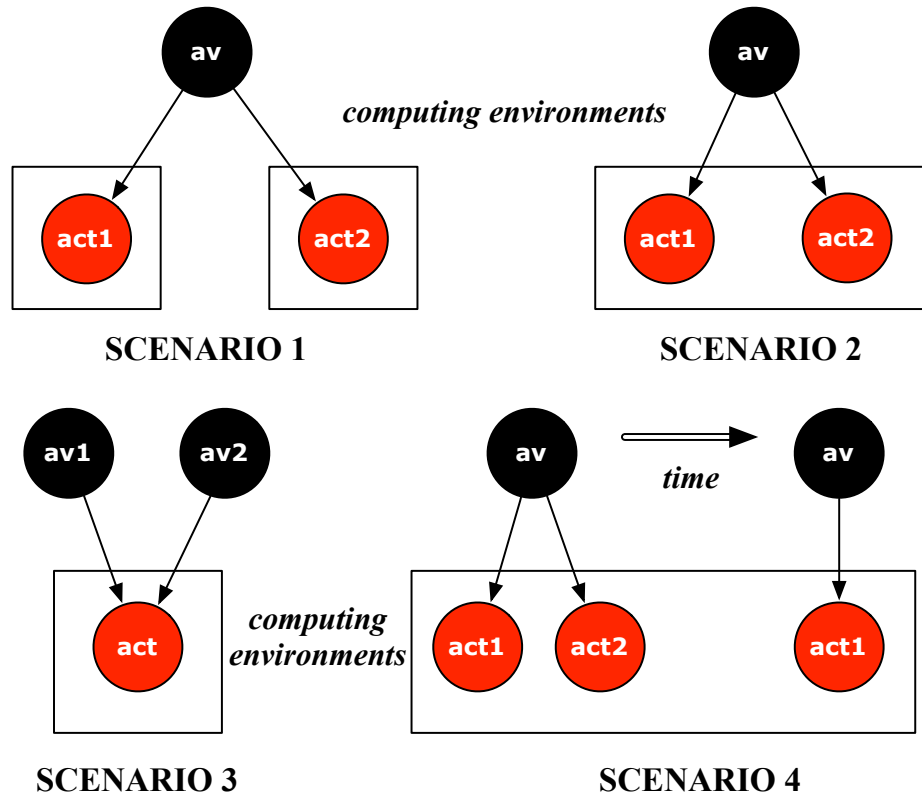 av
av
computing environments
act1
act2
act1
act2
SCENARIO 1
SCENARIO 2
av1
av2
av
time
av
act
computing
environments
act1
act2
act1
SCENARIO 3
SCENARIO 4